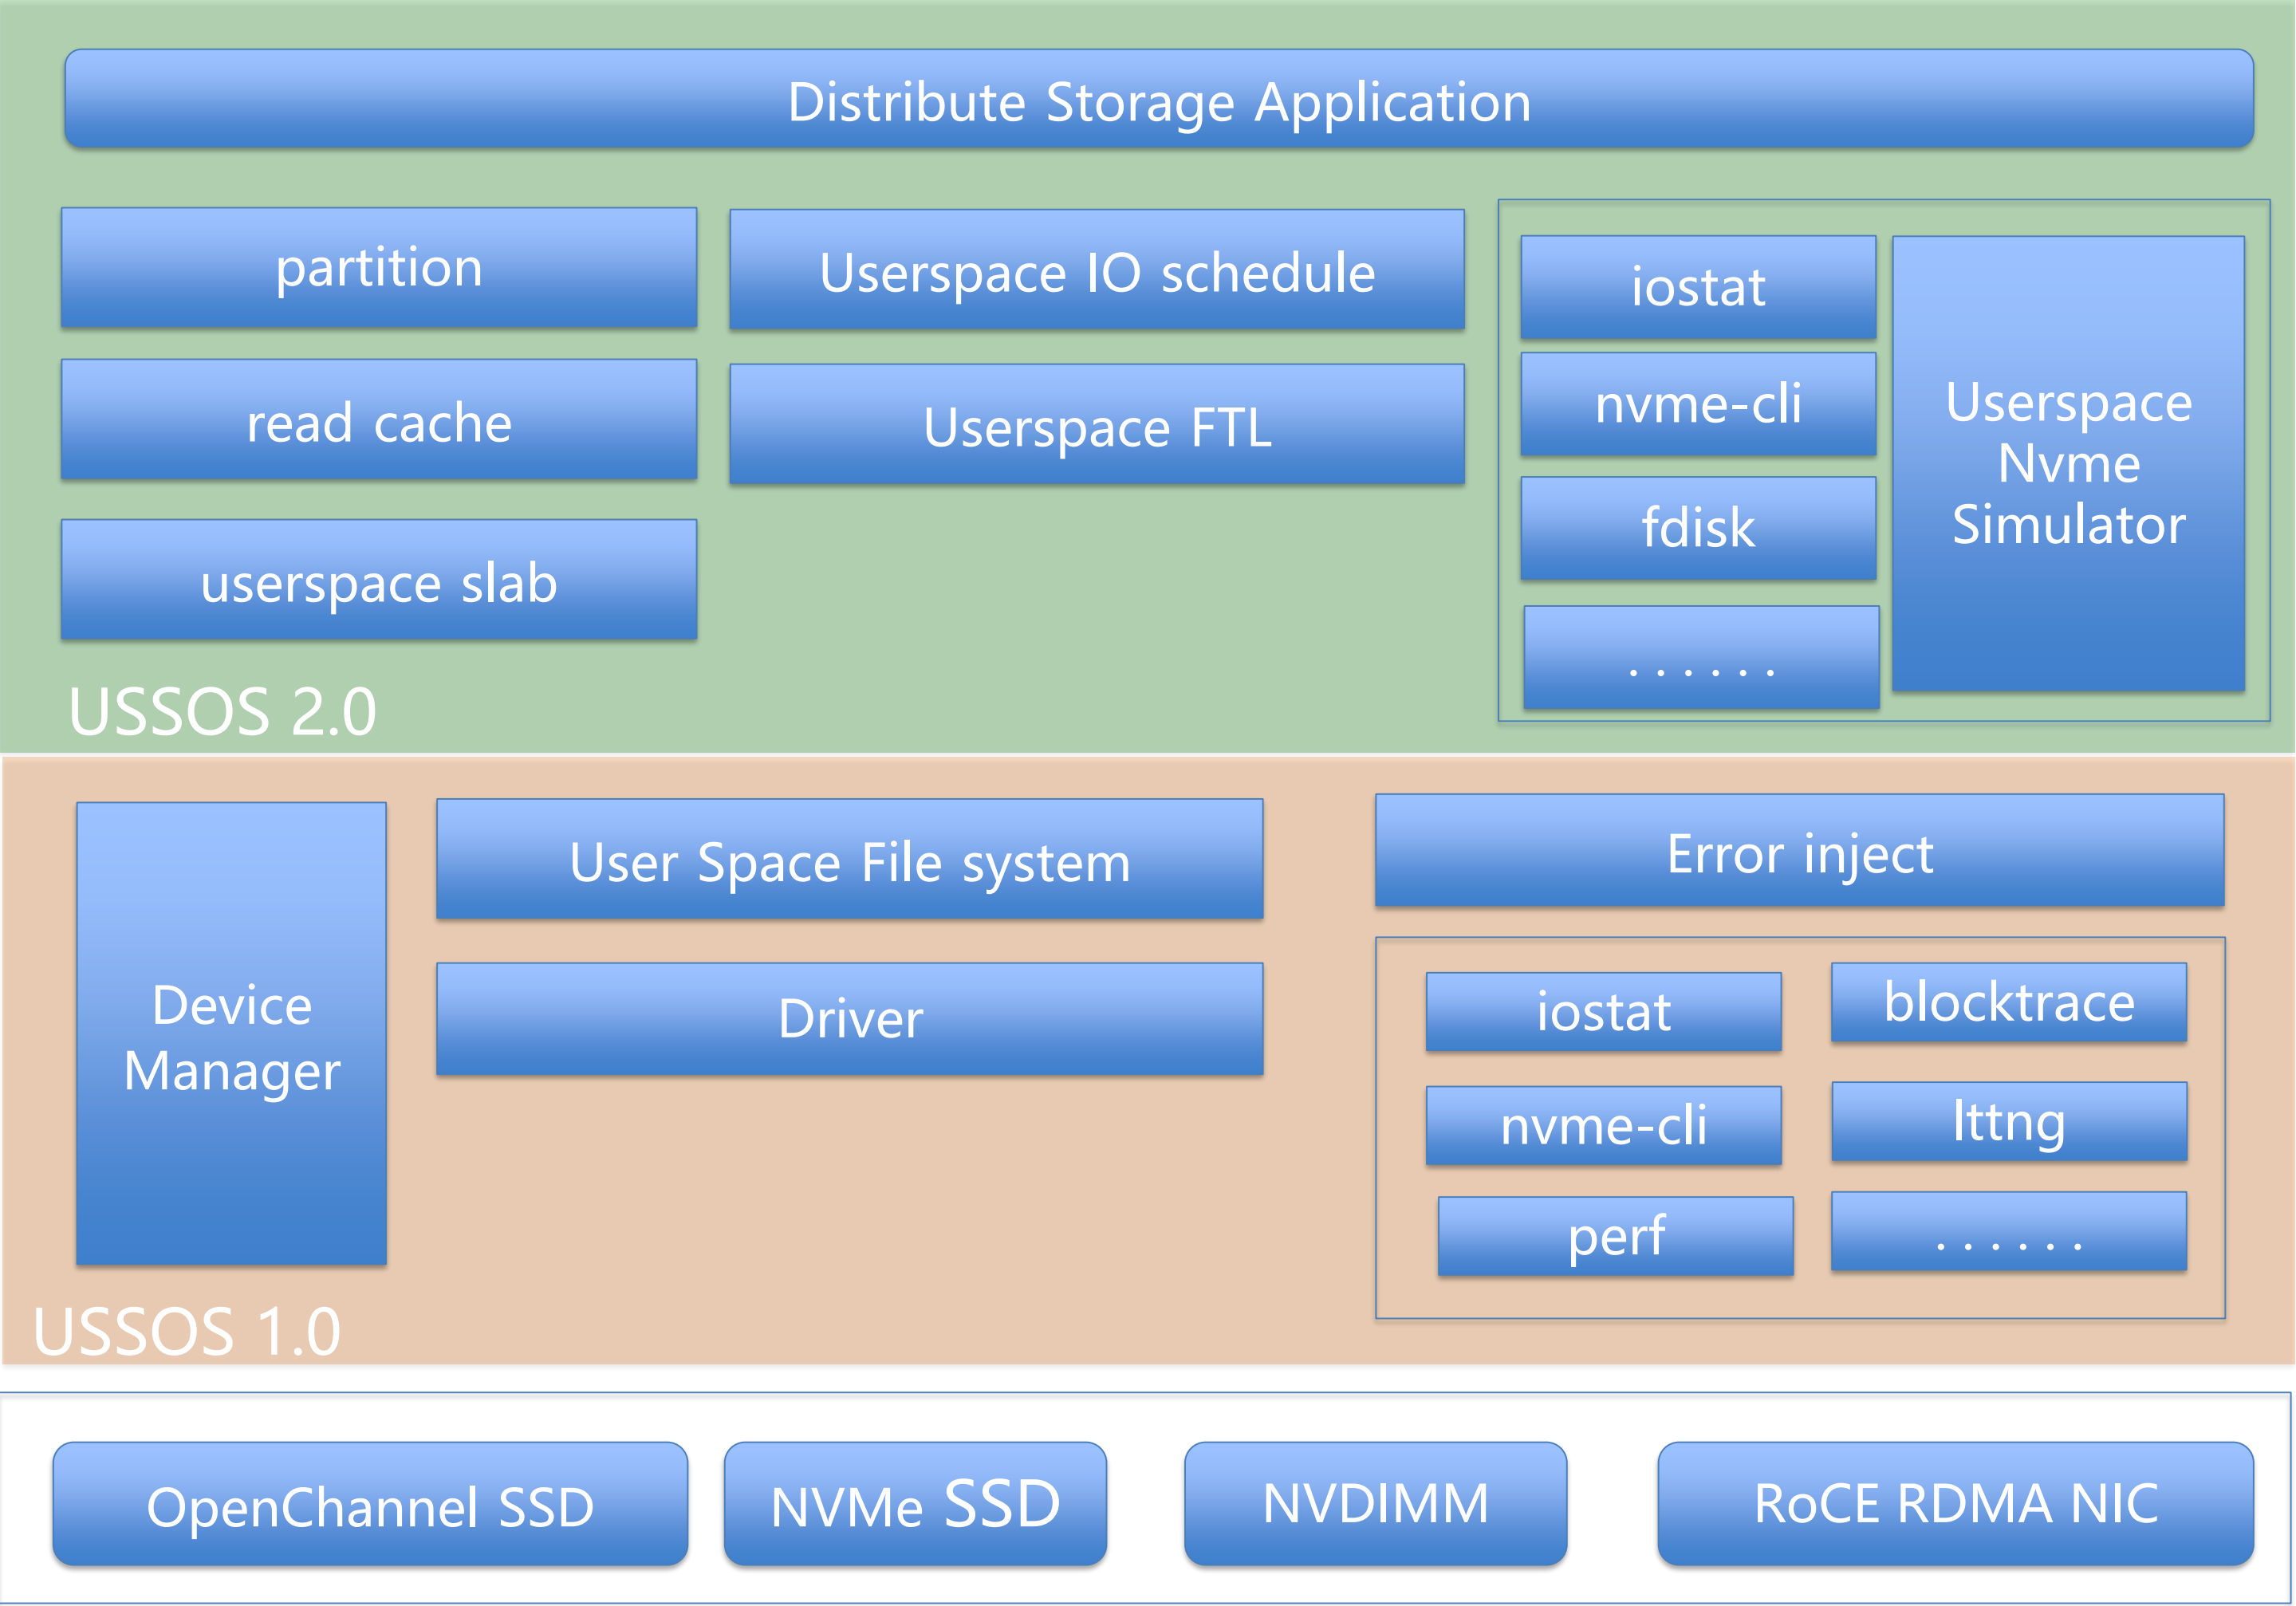 Distribute Storage Application
partition
Userspace IO schedule
iostat
read cache
Userspace FTL
nvme-cli
fdisk
userspace slab
......
Userspace
Nvme
Simulator
USSOS 2.0
Device
Manager
User Space File system
Driver
Error inject
iostat
blocktrace
nvme-cli
lttng
perf
......
USSOS 1.0
OpenChannel SSD
NVMe SSD
NVDIMM
RoCE RDMA NIC